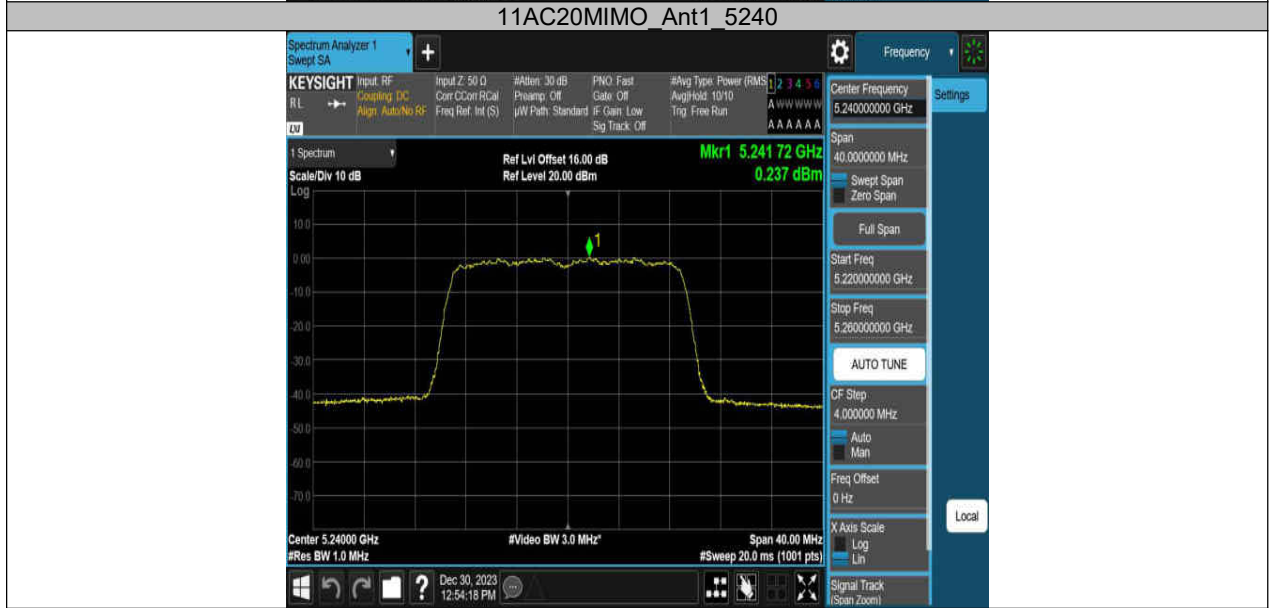 11AC20MIMO_Ant1_5240
Spectrum Analyzer 1
Swept SA
+
Frequency
KEYSIGHT
RL
LXI
Input: RF
Coupling: DC
Align: Auto/No RF
Input Z: 50 Ω
Corr CCorr RCal
Freq Ref: Int (S)
#Atten: 30 dB
Preamp: Off
µW Path: Standard
PNO: Fast
Gate: Off
IF Gain: Low
Sig Track: Off
#Avg Type: Power (RMS
Avg|Hold: 10/10
Trig: Free Run
1 2 3 4 5 6
A W W W W W
A A A A A A
1 Spectrum
Scale/Div 10 dB
Log
Ref Lvl Offset 16.00 dB
Ref Level 20.00 dBm
Mkr1 5.241 72 GHz
0.237 dBm
1
10.0
0.00
-10.0
-20.0
-30.0
-40.0
-50.0
-60.0
-70.0
Center 5.24000 GHz
#Res BW 1.0 MHz
#Video BW 3.0 MHz*
Span 40.00 MHz
#Sweep 20.0 ms (1001 pts)
Center Frequency
5.240000000 GHz
Settings
Span
40.0000000 MHz
Swept Span
Zero Span
Full Span
Start Freq
5.220000000 GHz
Stop Freq
5.260000000 GHz
AUTO TUNE
CF Step
4.000000 MHz
Auto
Man
Freq Offset
0 Hz
X Axis Scale
Log
Lin
Local
Signal Track
(Span Zoom)
?
Dec 30, 2023
12:54:18 PM